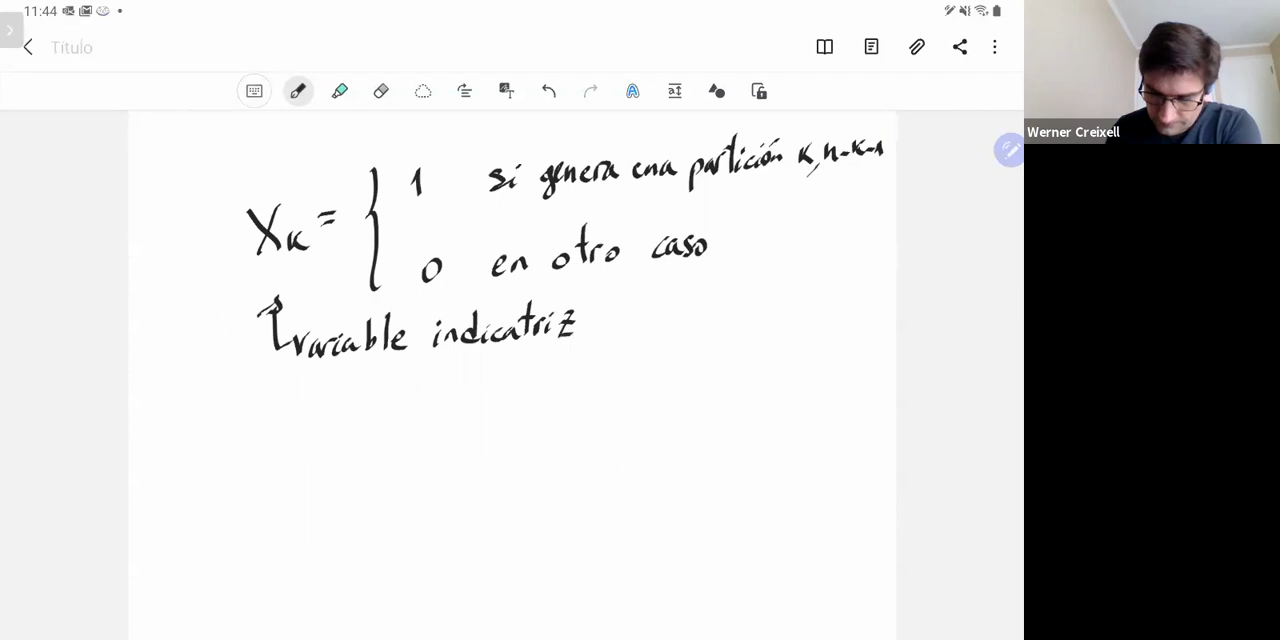 11:44
Título
Werner Creixell
Xk = { 1 si genera una partición k, n-k-1
0 en otro caso
variable indicatriz